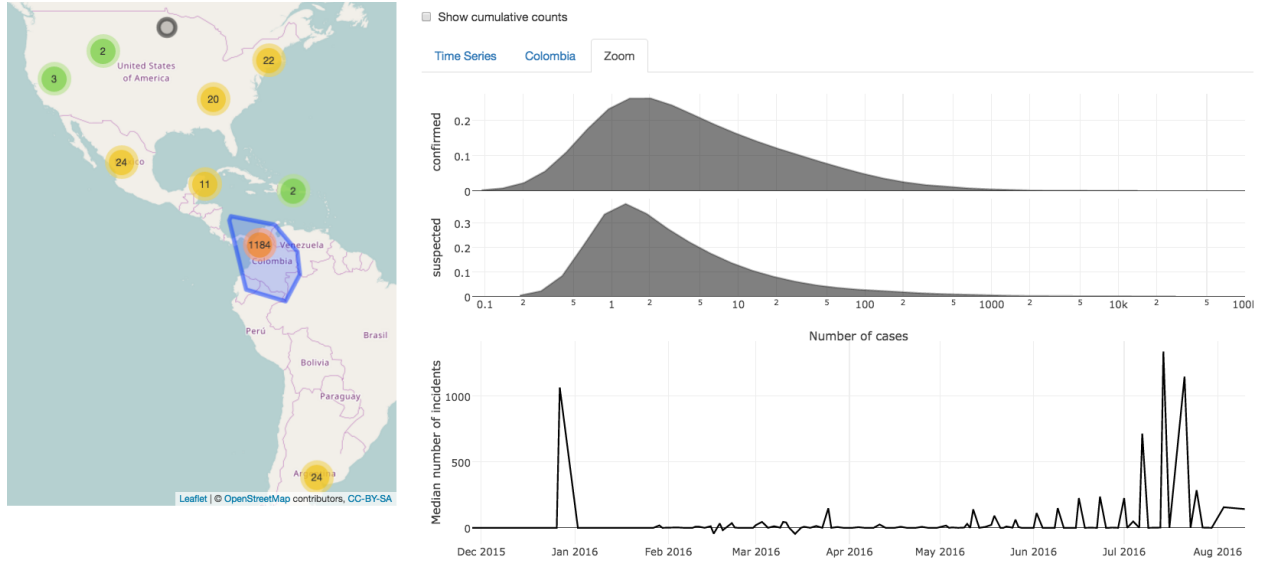 2
22
United States
of America
3
20
24
11
2
1184
Venezuela
Colombia
Perú
Brasil
Bolivia
Paraguay
24
Leaflet | © OpenStreetMap contributors, CC-BY-SA
Show cumulative counts
Time Series Colombia Zoom
confirmed
0.2
0.1
0
suspected
0.3
0.2
0.1
0
0.1 2 5 1 2 5 10 2 5 100 2 5 1000 2 5 10k 2 5
Number of cases
Median number of incidents
1000
500
0
Dec 2015 Jan 2016 Feb 2016 Mar 2016 Apr 2016 May 2016 Jun 2016 Jul 2016 Aug 2016